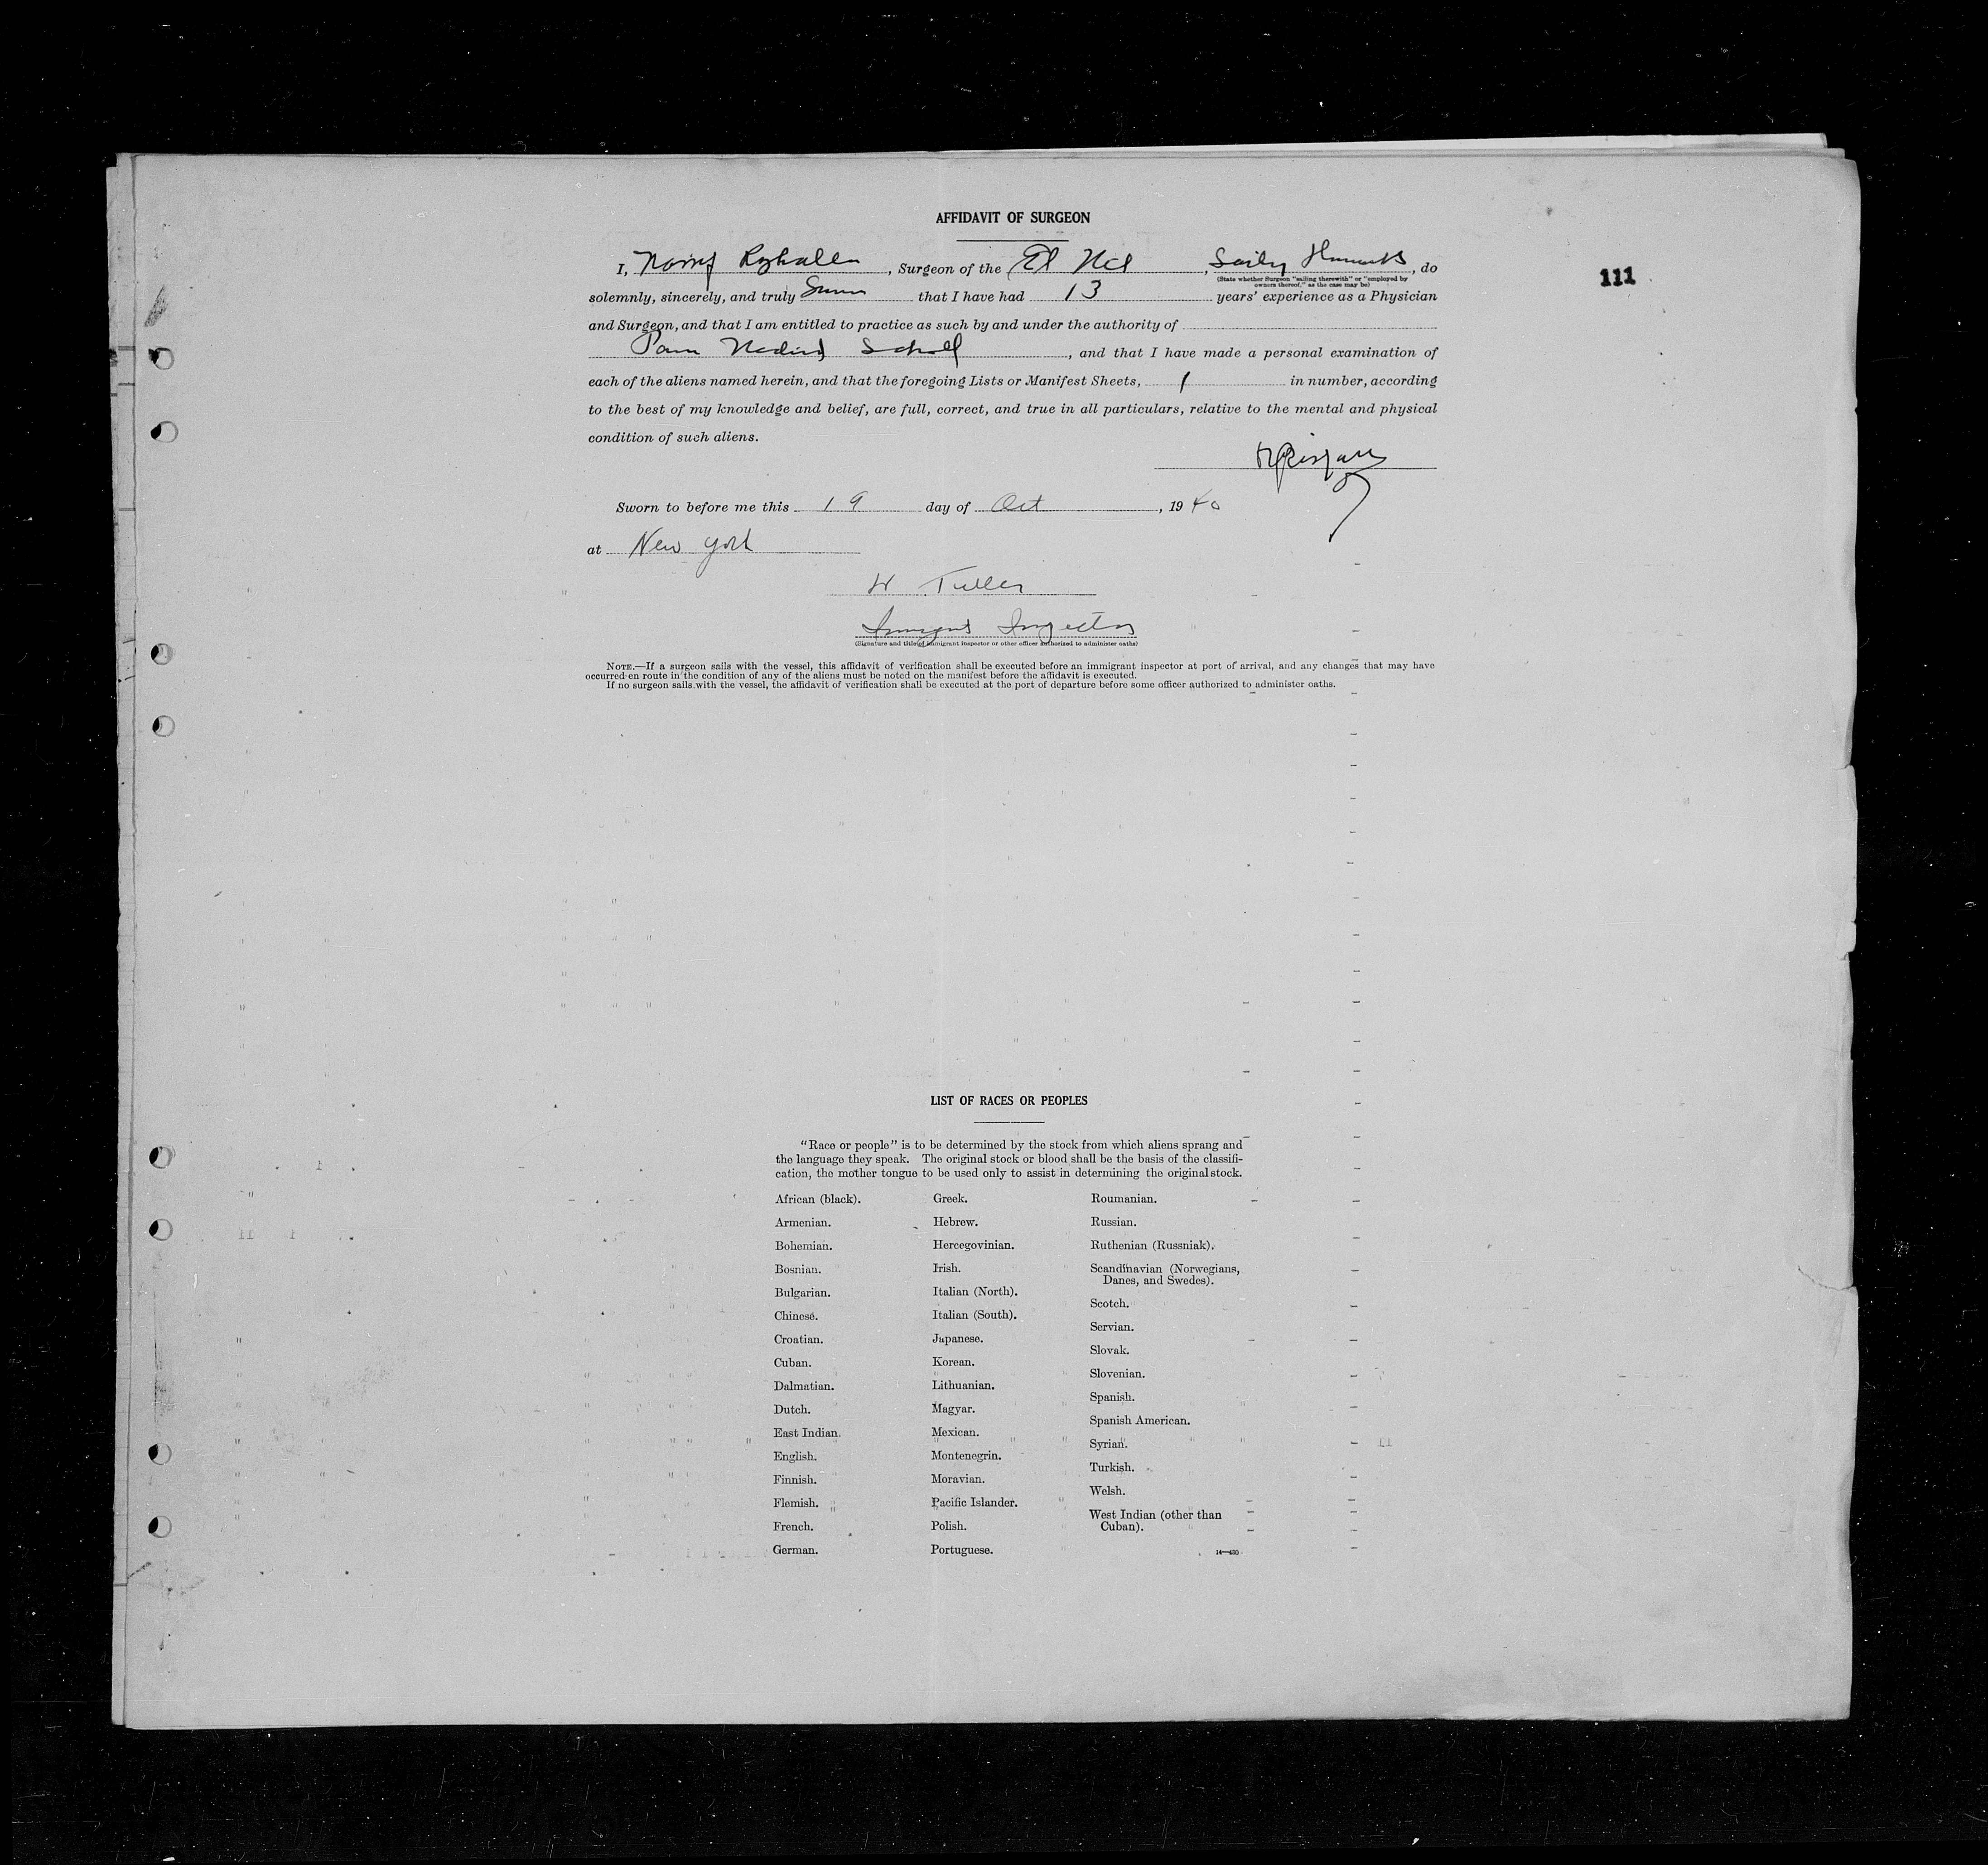 AFFIDAVIT OF SURGEON
111
I, , Surgeon of the El Nil, , do
(State whether Surgeon "sailing therewith" or "employed by
owners thereof," as the case may be)
solemnly, sincerely, and truly that I have had 13 years' experience as a Physician
and Surgeon, and that I am entitled to practice as such by and under the authority of
, and that I have made a personal examination of
each of the aliens named herein, and that the foregoing Lists or Manifest Sheets, 1 in number, according
to the best of my knowledge and belief, are full, correct, and true in all particulars, relative to the mental and physical
condition of such aliens.
Sworn to before me this 19 day of Oct, 1940
at New York
W Tuller
(Signature and title of immigrant inspector or other officer authorized to administer oaths)
NOTE.—If a surgeon sails with the vessel, this affidavit of verification shall be executed before an immigrant inspector at port of arrival, and any changes that may have
occurred en route in the condition of any of the aliens must be noted on the manifest before the affidavit is executed.
If no surgeon sails with the vessel, the affidavit of verification shall be executed at the port of departure before some officer authorized to administer oaths.
LIST OF RACES OR PEOPLES
"Race or people" is to be determined by the stock from which aliens sprang and
the language they speak. The original stock or blood shall be the basis of the classifi-
cation, the mother tongue to be used only to assist in determining the original stock.
African (black).
Armenian.
Bohemian.
Bosnian.
Bulgarian.
Chinese.
Croatian.
Cuban.
Dalmatian.
Dutch.
East Indian.
English.
Finnish.
Flemish.
French.
German.
Greek.
Hebrew.
Hercegovinian.
Irish.
Italian (North).
Italian (South).
Japanese.
Korean.
Lithuanian.
Magyar.
Mexican.
Montenegrin.
Moravian.
Pacific Islander.
Polish.
Portuguese.
Roumanian.
Russian.
Ruthenian (Russniak).
Scandinavian (Norwegians,
Danes, and Swedes).
Scotch.
Servian.
Slovak.
Slovenian.
Spanish.
Spanish American.
Syrian.
Turkish.
Welsh.
West Indian (other than
Cuban).